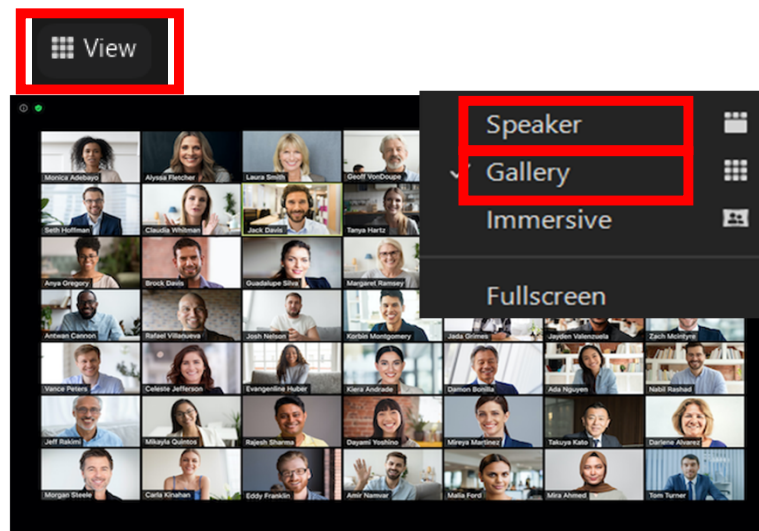 View
Speaker
Gallery
Immersive
Fullscreen
Monica Adebayo
Alyssa Fletcher
Laura Smith
Geoff VonDoupe
Seth Hoffman
Claudia Whitman
Jack Davis
Tanya Hartz
Anya Gregory
Brock Davis
Guadalupe Silva
Margaret Ramsey
Antwan Cannon
Rafael Villanueva
Josh Nelson
Korbin Montgomery
Jada Grimes
Jayden Valenzuela
Zach McIntyre
Vance Peters
Celeste Jefferson
Evangenline Huber
Kiera Andrade
Damon Bonilla
Ada Nguyen
Nabil Rashad
Jeff Rakimi
Mikayla Quintos
Rajesh Sharma
Dayami Yoshino
Mireya Martinez
Takuya Kato
Darlene Alvarez
Morgan Steele
Carla Kinahan
Eddy Franklin
Amir Namvar
Malia Ford
Mira Ahmed
Tom Turner